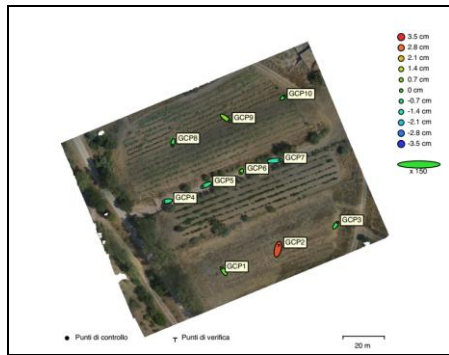 3.5 cm
2.8 cm
2.1 cm
1.4 cm
0.7 cm
0 cm
-0.7 cm
-1.4 cm
-2.1 cm
-2.8 cm
-3.5 cm
x 150
GCP10
GCP9
GCP8
GCP7
GCP6
GCP5
GCP4
GCP3
GCP2
GCP1
Punti di controllo
Punti di verifica
20 m